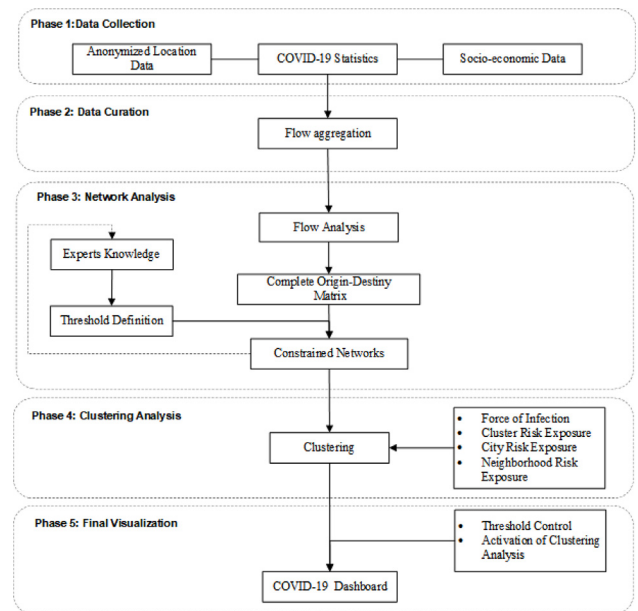 Phase 1:Data Collection
Anonymized Location
Data
COVID-19 Statistics
Socio-economic Data
Phase 2: Data Curation
Flow aggregation
Phase 3: Network Analysis
Flow Analysis
Experts Knowledge
Complete Origin-Destiny
Matrix
Threshold Definition
Constrained Networks
Phase 4: Clustering Analysis
Clustering
• Force of Infection
• Cluster Risk Exposure
• City Risk Exposure
• Neighborhood Risk
Exposure
Phase 5: Final Visualization
• Threshold Control
• Activation of Clustering
Analysis
COVID-19 Dashboard